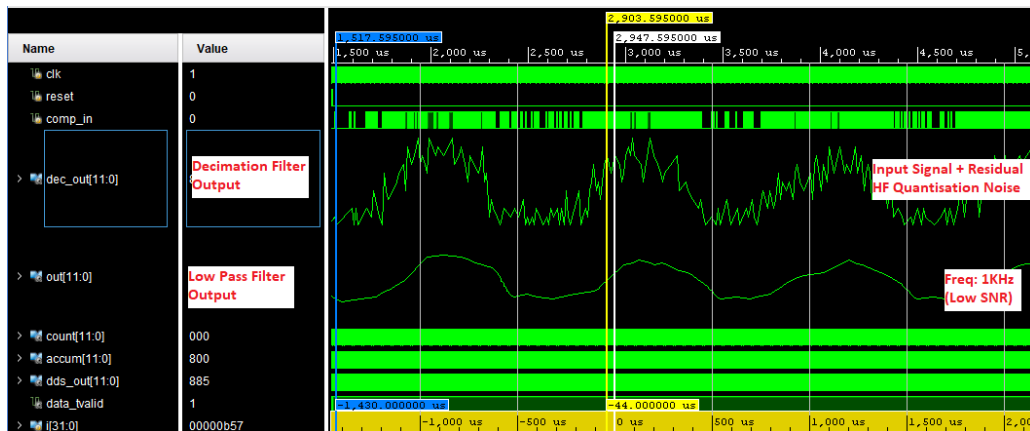 2,903.595000 us
1,517.595000 us
2,947.595000 us
Name
Value
1,500 us
2,000 us
2,500 us
3,000 us
3,500 us
4,000 us
4,500 us
clk
1
reset
0
comp_in
0
dec_out[11:0]
Decimation Filter
Output
Input Signal + Residual
HF Quantisation Noise
out[11:0]
Low Pass Filter
Output
Freq: 1KHz
(Low SNR)
count[11:0]
000
accum[11:0]
800
dds_out[11:0]
885
data_tvalid
1
-1,430.000000 us
-44.000000 us
i[31:0]
00000b57
-1,000 us
-500 us
0 us
500 us
1,000 us
1,500 us